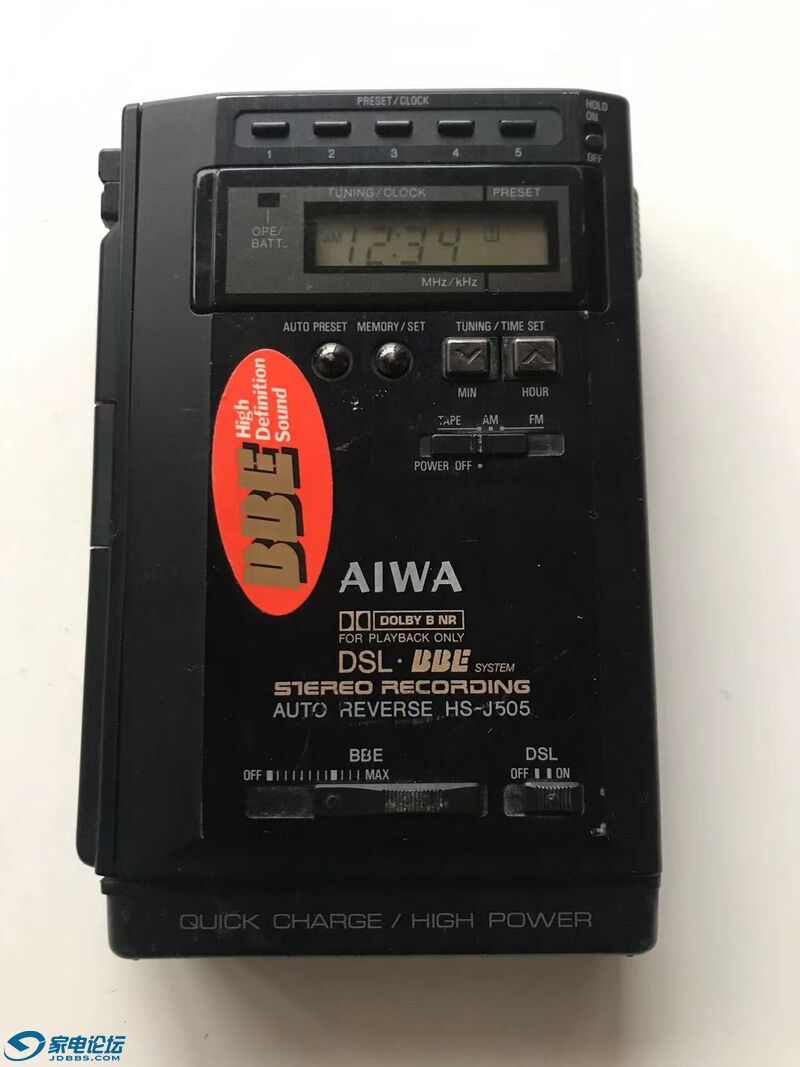 PRESET/CLOCK
HOLD
ON
OFF
1 2 3 4 5
TUNING/CLOCK PRESET
OPE/
BATT.
AM 12:34
MHz/kHz
AUTO PRESET MEMORY/SET TUNING/TIME SET
MIN HOUR
TAPE AM FM
POWER OFF
BBE High
Definition
Sound
AIWA
DOLBY B NR
FOR PLAYBACK ONLY
DSL · BBE SYSTEM
STEREO RECORDING
AUTO REVERSE HS-J505
BBE DSL
OFF MAX OFF ON
QUICK CHARGE / HIGH POWER
家电论坛
JDBBS.COM